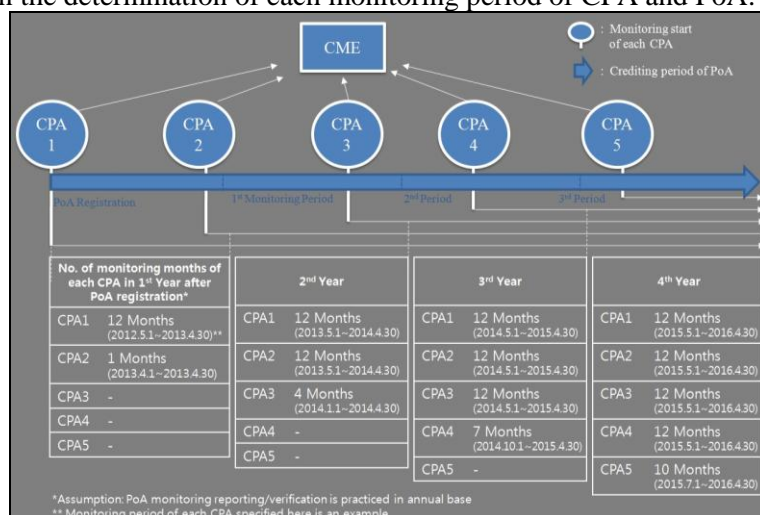 n the determination of each monitoring period of CPA and PoA.
CME
: Monitoring start
of each CPA
: Crediting period of PoA
CPA
1
CPA
2
CPA
3
CPA
4
CPA
5
PoA Registration
1st Monitoring Period
2nd Period
3rd Period
No. of monitoring months of
each CPA in 1st Year after
PoA registration*
CPA1 12 Months
(2012.5.1~2013.4.30)**
CPA2 1 Months
(2013.4.1~2013.4.30)
CPA3 -
CPA4 -
CPA5 -
2nd Year
CPA1 12 Months
(2013.5.1~2014.4.30)
CPA2 12 Months
(2013.5.1~2014.4.30)
CPA3 4 Months
(2014.1.1~2014.4.30)
CPA4 -
CPA5 -
3rd Year
CPA1 12 Months
(2014.5.1~2015.4.30)
CPA2 12 Months
(2014.5.1~2015.4.30)
CPA3 12 Months
(2014.5.1~2015.4.30)
CPA4 7 Months
(2014.10.1~2015.4.30)
CPA5 -
4th Year
CPA1 12 Months
(2015.5.1~2016.4.30)
CPA2 12 Months
(2015.5.1~2016.4.30)
CPA3 12 Months
(2015.5.1~2016.4.30)
CPA4 12 Months
(2015.5.1~2016.4.30)
CPA5 10 Months
(2015.7.1~2016.4.30)
*Assumption: PoA monitoring reporting/verification is practiced in annual base
** Monitoring period of each CPA specified here is an example